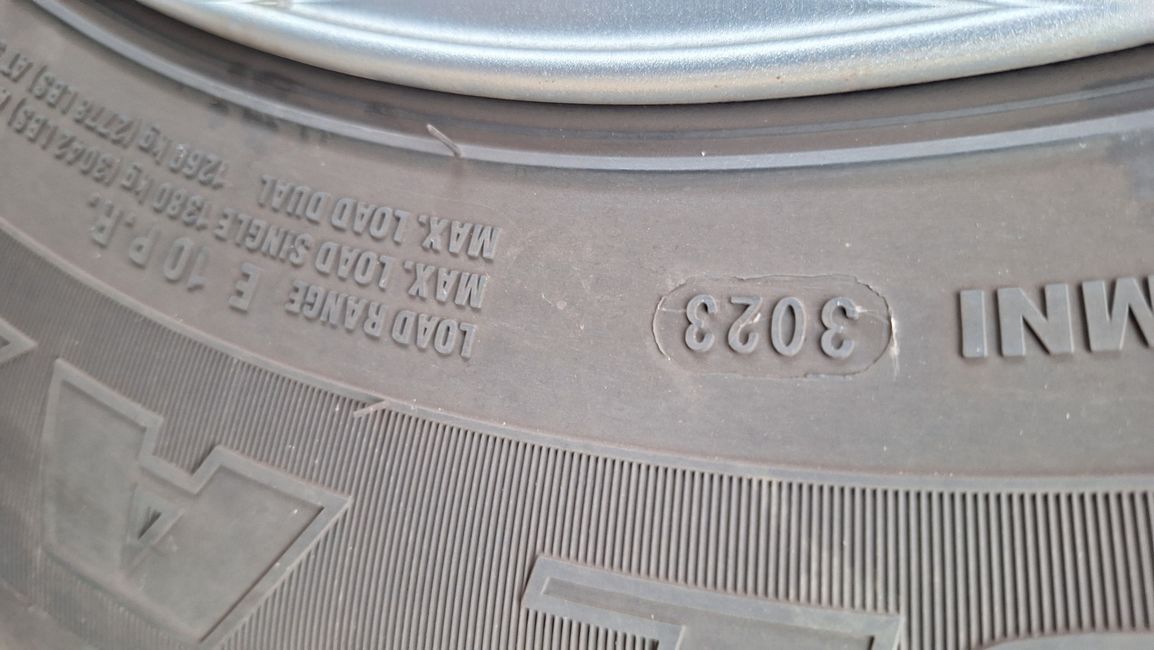 MNI
3023
LOAD RANGE E 10 P.R.
MAX. LOAD SINGLE 1380 kg (3042 LBS)
MAX. LOAD DUAL 1260 kg (2778 LBS.) AT
A